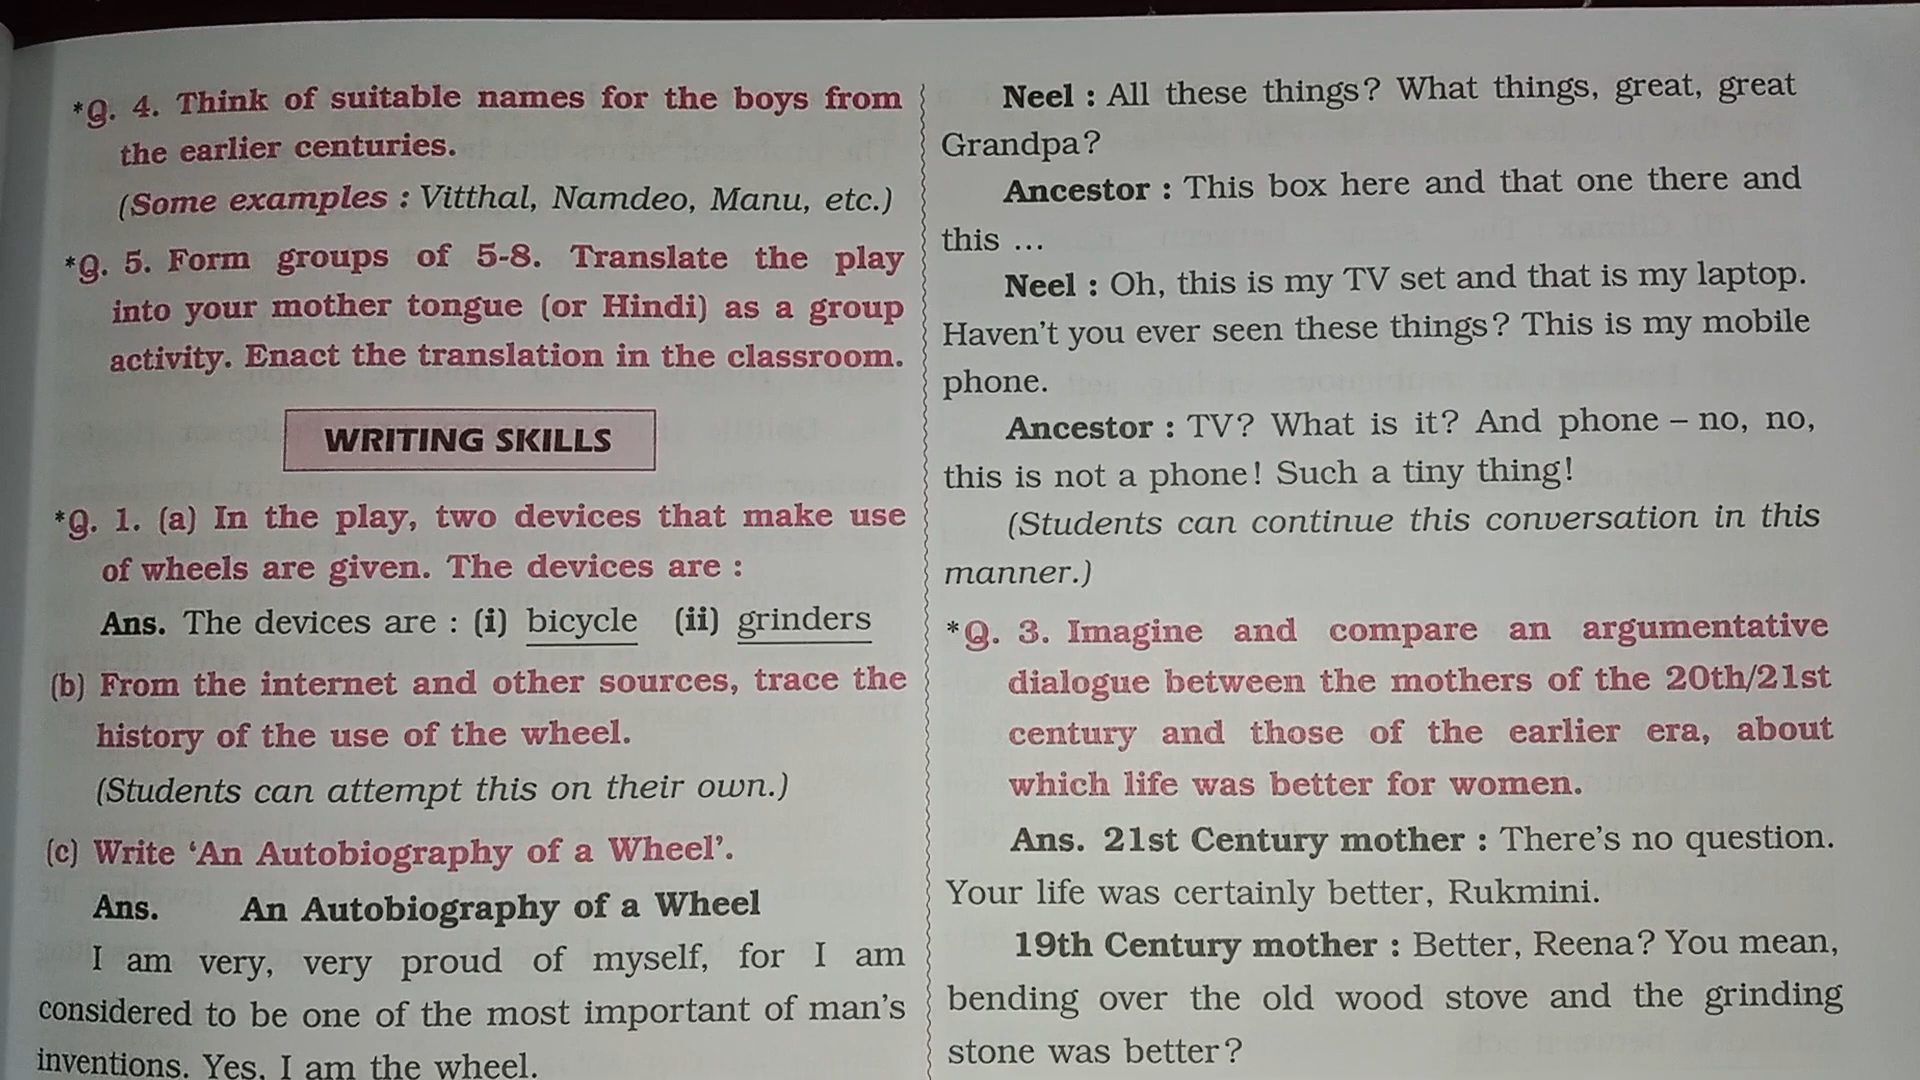 *Q. 4. Think of suitable names for the boys from
the earlier centuries.
(Some examples : Vitthal, Namdeo, Manu, etc.)
*Q. 5. Form groups of 5-8. Translate the play
into your mother tongue (or Hindi) as a group
activity. Enact the translation in the classroom.
WRITING SKILLS
*Q. 1. (a) In the play, two devices that make use
of wheels are given. The devices are :
Ans. The devices are : (i) bicycle (ii) grinders
(b) From the internet and other sources, trace the
history of the use of the wheel.
(Students can attempt this on their own.)
(c) Write ‘An Autobiography of a Wheel’.
Ans. An Autobiography of a Wheel
I am very, very proud of myself, for I am
considered to be one of the most important of man’s
inventions. Yes, I am the wheel.
Neel : All these things? What things, great, great
Grandpa?
Ancestor : This box here and that one there and
this ...
Neel : Oh, this is my TV set and that is my laptop.
Haven’t you ever seen these things? This is my mobile
phone.
Ancestor : TV? What is it? And phone – no, no,
this is not a phone! Such a tiny thing!
(Students can continue this conversation in this
manner.)
*Q. 3. Imagine and compare an argumentative
dialogue between the mothers of the 20th/21st
century and those of the earlier era, about
which life was better for women.
Ans. 21st Century mother : There’s no question.
Your life was certainly better, Rukmini.
19th Century mother : Better, Reena? You mean,
bending over the old wood stove and the grinding
stone was better?